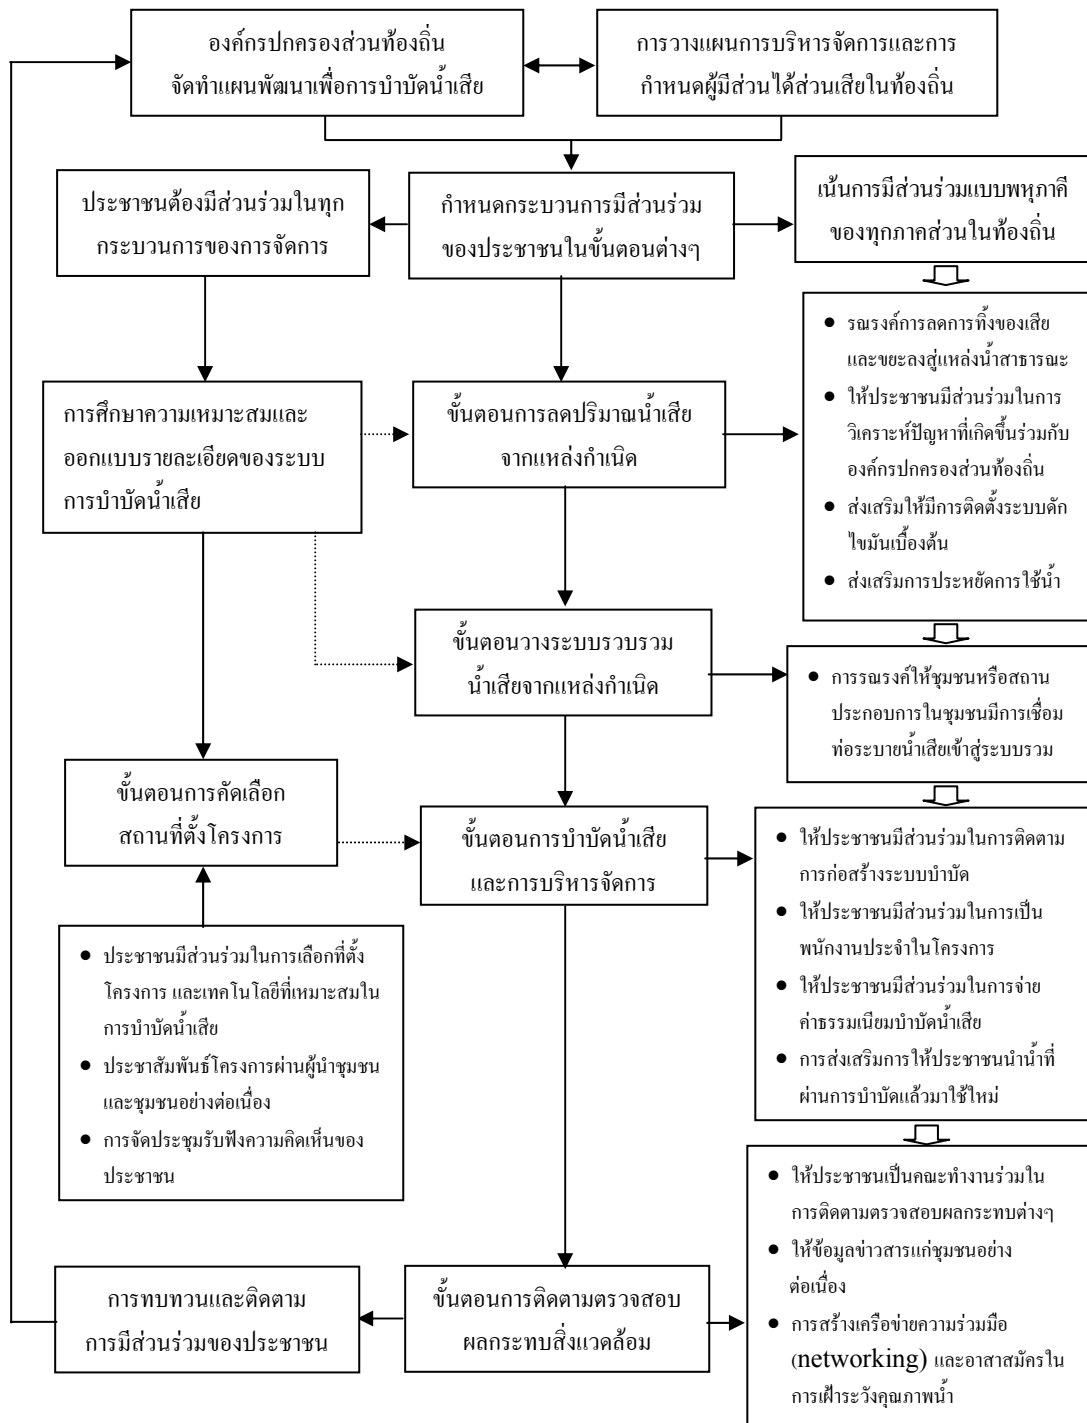 องค์กรปกครองส่วนท้องถิ่น
จัดทำแผนพัฒนาเพื่อการบำบัดน้ำเสีย
การวางแผนการบริหารจัดการและการ
กำหนดผู้มีส่วนได้ส่วนเสียในท้องถิ่น
ประชาชนต้องมีส่วนร่วมในทุก
กระบวนการของการจัดการ
กำหนดกระบวนการมีส่วนร่วม
ของประชาชนในขั้นตอนต่างๆ
เน้นการมีส่วนร่วมแบบพหุภาคี
ของทุกภาคส่วนในท้องถิ่น
การศึกษาความเหมาะสมและ
ออกแบบรายละเอียดของระบบ
การบำบัดน้ำเสีย
ขั้นตอนการลดปริมาณน้ำเสีย
จากแหล่งกำเนิด
• รณรงค์การลดการทิ้งของเสีย
และขยะลงสู่แหล่งน้ำสาธารณะ
• ให้ประชาชนมีส่วนร่วมในการ
วิเคราะห์ปัญหาที่เกิดขึ้นร่วมกับ
องค์กรปกครองส่วนท้องถิ่น
• ส่งเสริมให้มีการติดตั้งระบบดัก
ไขมันเบื้องต้น
• ส่งเสริมการประหยัดการใช้น้ำ
ขั้นตอนวางระบบรวบรวม
น้ำเสียจากแหล่งกำเนิด
• การรณรงค์ให้ชุมชนหรือสถาน
ประกอบการในชุมชนมีการเชื่อม
ท่อระบายน้ำเสียเข้าสู่ระบบรวม
ขั้นตอนการคัดเลือก
สถานที่ตั้งโครงการ
ขั้นตอนการบำบัดน้ำเสีย
และการบริหารจัดการ
• ให้ประชาชนมีส่วนร่วมในการติดตาม
การก่อสร้างระบบบำบัด
• ให้ประชาชนมีส่วนร่วมในการเป็น
พนักงานประจำในโครงการ
• ให้ประชาชนมีส่วนร่วมในการจ่าย
ค่าธรรมเนียมบำบัดน้ำเสีย
• การส่งเสริมการให้ประชาชนนำน้ำที่
ผ่านการบำบัดแล้วมาใช้ใหม่
• ประชาชนมีส่วนร่วมในการเลือกที่ตั้ง
โครงการ และเทคโนโลยีที่เหมาะสมใน
การบำบัดน้ำเสีย
• ประชาสัมพันธ์โครงการผ่านผู้นำชุมชน
และชุมชนอย่างต่อเนื่อง
• การจัดประชุมรับฟังความคิดเห็นของ
ประชาชน
การทบทวนและติดตาม
การมีส่วนร่วมของประชาชน
ขั้นตอนการติดตามตรวจสอบ
ผลกระทบสิ่งแวดล้อม
• ให้ประชาชนเป็นคณะทำงานร่วมใน
การติดตามตรวจสอบผลกระทบต่างๆ
• ให้ข้อมูลข่าวสารแก่ชุมชนอย่าง
ต่อเนื่อง
• การสร้างเครือข่ายความร่วมมือ
(networking) และอาสาสมัครใน
การเฝ้าระวังคุณภาพน้ำ